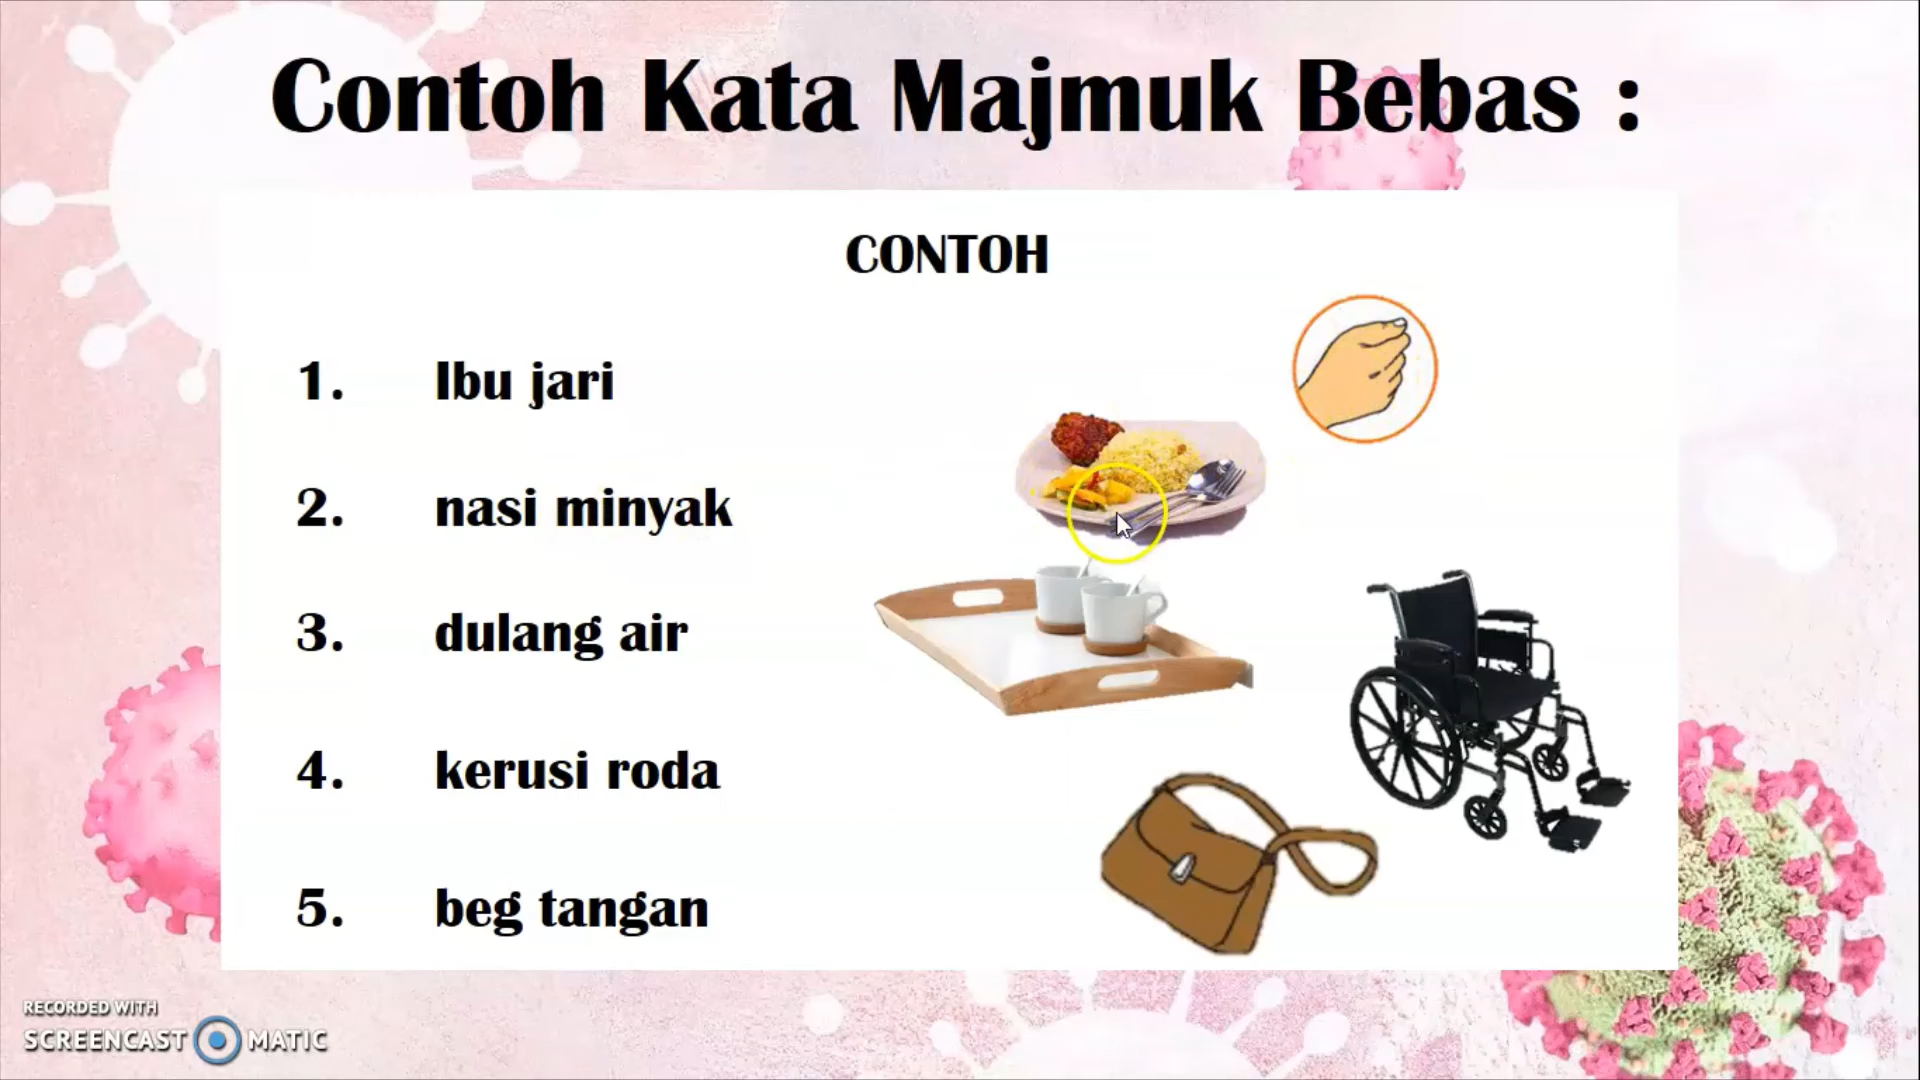 Contoh Kata Majmuk Bebas :
CONTOH
1. Ibu jari
2. nasi minyak
3. dulang air
4. kerusi roda
5. beg tangan
RECORDED WITH
SCREENCAST MATIC